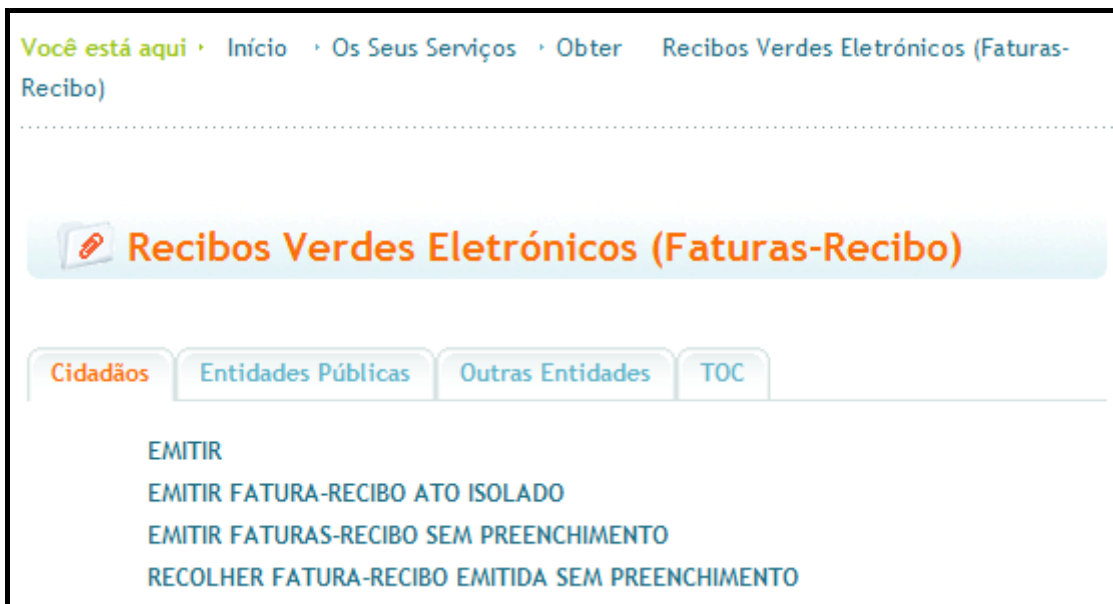 Você está aqui Início Os Seus Serviços Obter Recibos Verdes Eletrónicos (Faturas-
Recibo)
Recibos Verdes Eletrónicos (Faturas-Recibo)
Cidadãos Entidades Públicas Outras Entidades TOC
EMITIR
EMITIR FATURA-RECIBO ATO ISOLADO
EMITIR FATURAS-RECIBO SEM PREENCHIMENTO
RECOLHER FATURA-RECIBO EMITIDA SEM PREENCHIMENTO